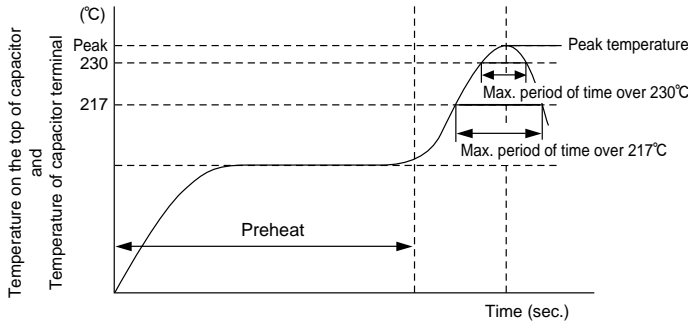 (℃)
Peak
230
217
Temperature on the top of capacitor
and
Temperature of capacitor terminal
Peak temperature
Max. period of time over 230℃
Max. period of time over 217℃
Preheat
Time (sec.)